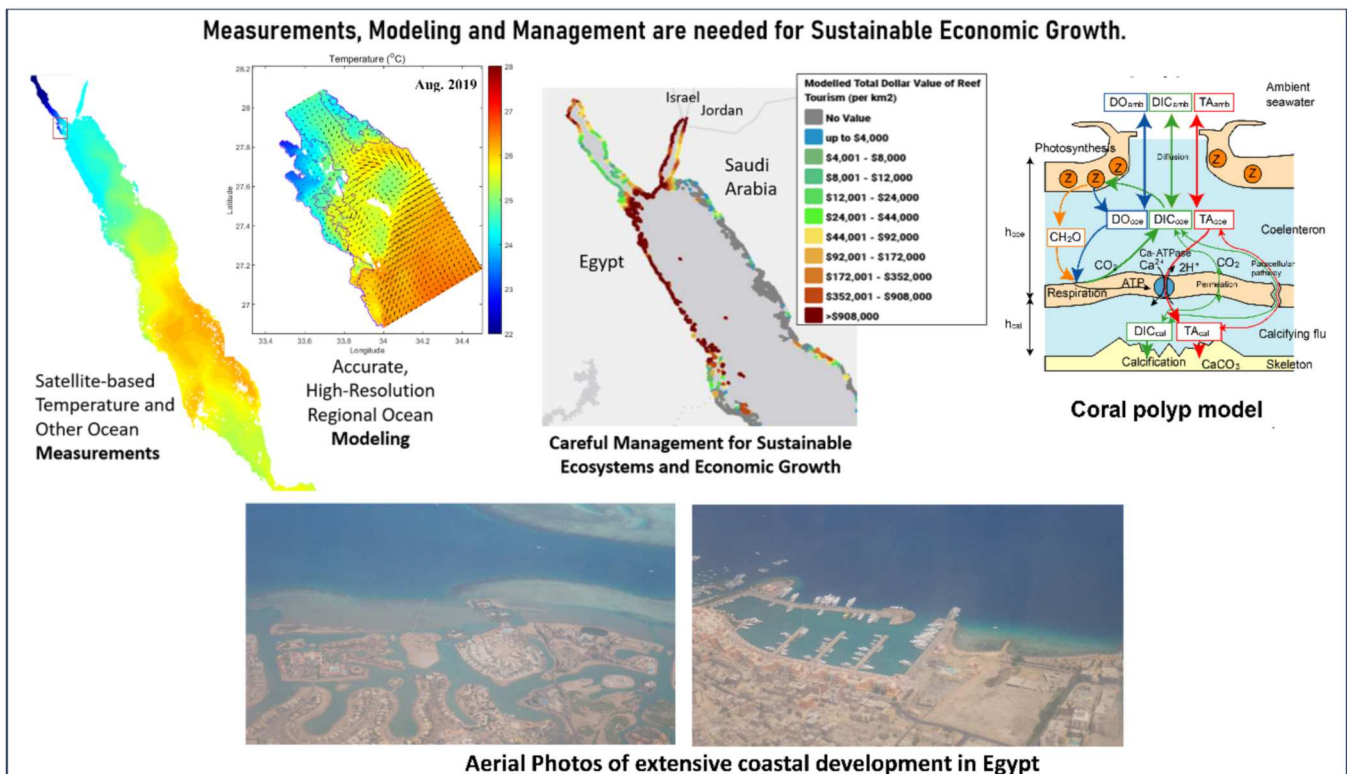 Measurements, Modeling and Management are needed for Sustainable Economic Growth.
Temperature (°C)
Aug. 2019
28.2
28
27.8
27.6
27.4
27.2
27
Latitude
33.4
33.6
33.8
34
34.2
34.4
Longitude
28
27
26
25
24
23
22
Satellite-based
Temperature and
Other Ocean
Measurements
Accurate,
High-Resolution
Regional Ocean
Modeling
Israel
Jordan
Saudi
Arabia
Egypt
Modelled Total Dollar Value of Reef
Tourism (per km2)
No Value
up to $4,000
$4,001 - $8,000
$8,001 - $12,000
$12,001 - $24,000
$24,001 - $44,000
$44,001 - $92,000
$92,001 - $172,000
$172,001 - $352,000
$352,001 - $908,000
>$908,000
Careful Management for Sustainable
Ecosystems and Economic Growth
DOamb
DICamb
TAamb
Ambient
seawater
Photosynthesis
Diffusion
Z
Z
Z
Z
hcoe
DOcoe
DICcoe
TAcoe
Coelenteron
CH2O
Ca-ATPase
CO2
Ca2+
2H+
CO2
Paracellular
pathway
ATP
Respiration
Permeation
hcal
DICcal
TAcal
Calcifying flu
Calcification
CaCO3
Skeleton
Coral polyp model
Aerial Photos of extensive coastal development in Egypt